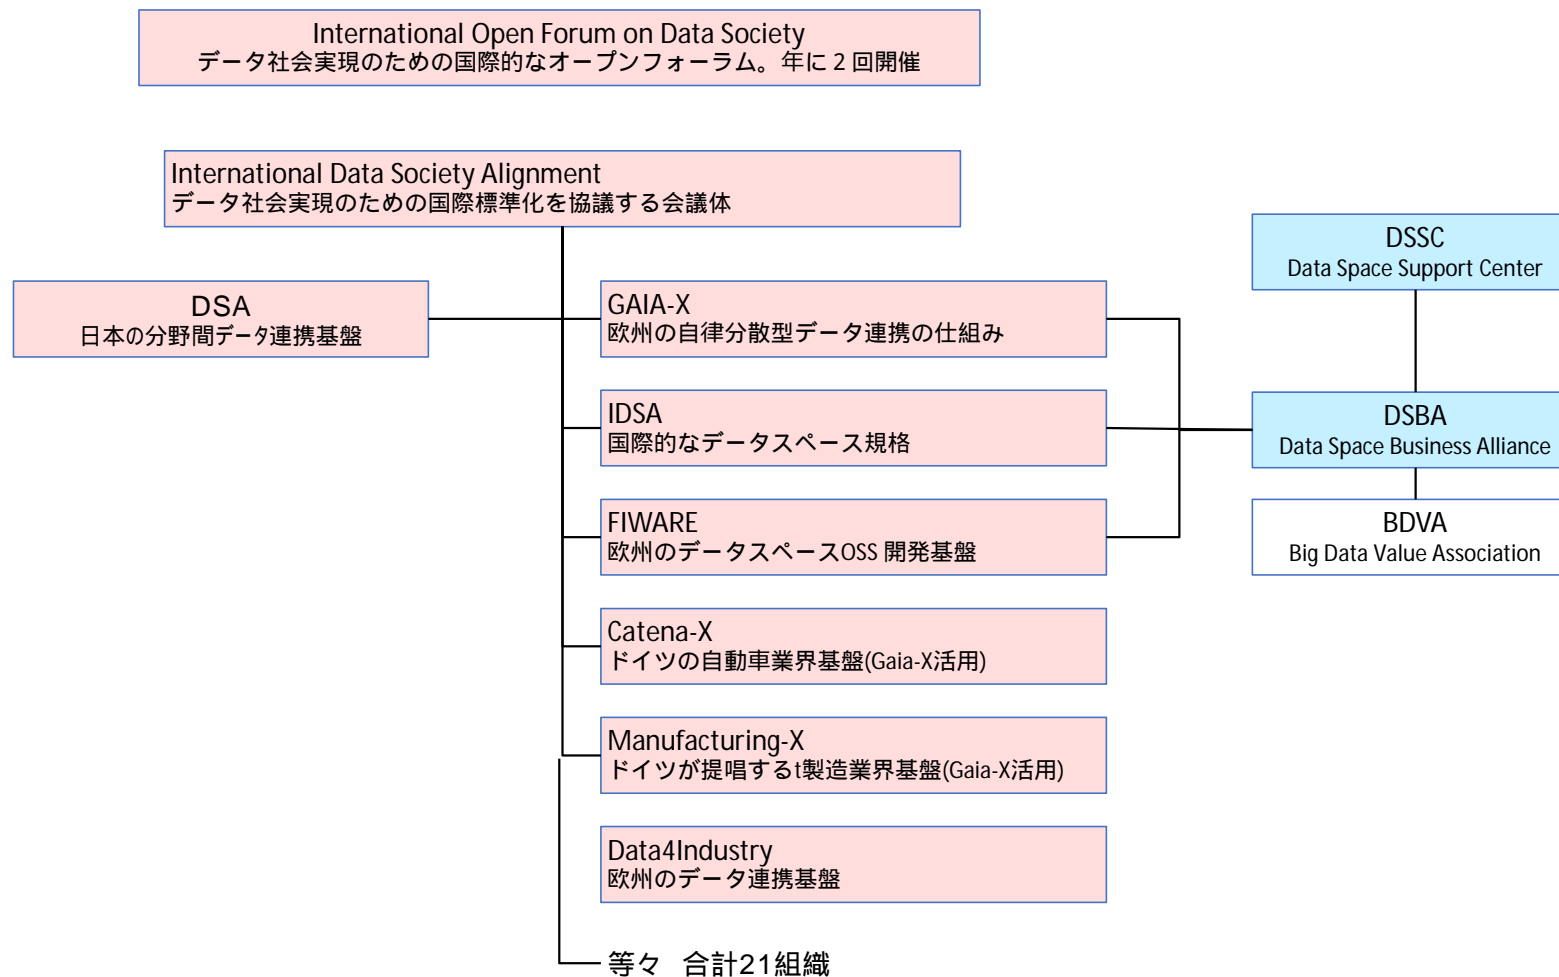 International Open Forum on Data Society
データ社会実現のための国際的なオープンフォーラム。年に２回開催
International Data Society Alignment
データ社会実現のための国際標準化を協議する会議体
DSA
日本の分野間データ連携基盤
GAIA-X
欧州の自律分散型データ連携の仕組み
IDSA
国際的なデータスペース規格
FIWARE
欧州のデータスペースOSS 開発基盤
Catena-X
ドイツの自動車業界基盤(Gaia-X活用)
Manufacturing-X
ドイツが提唱するt製造業界基盤(Gaia-X活用)
Data4Industry
欧州のデータ連携基盤
等々 合計21組織
DSSC
Data Space Support Center
DSBA
Data Space Business Alliance
BDVA
Big Data Value Association